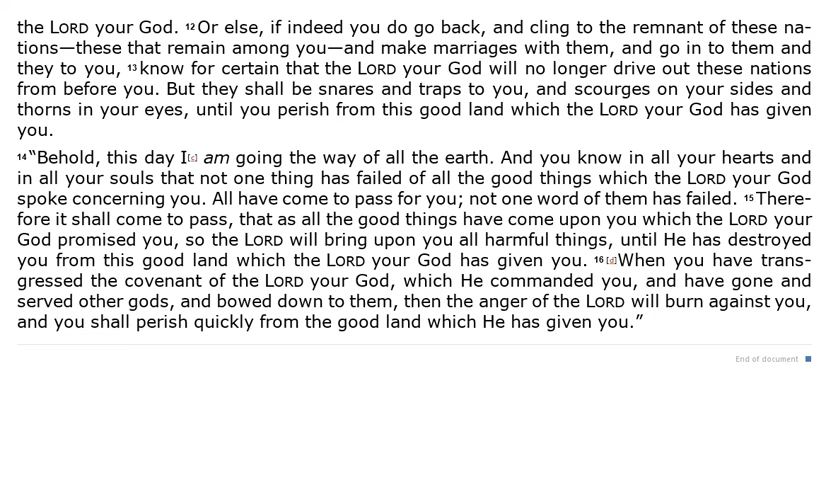 the LORD your God. 12 Or else, if indeed you do go back, and cling to the remnant of these na-
tions—these that remain among you—and make marriages with them, and go in to them and
they to you, 13 know for certain that the LORD your God will no longer drive out these nations
from before you. But they shall be snares and traps to you, and scourges on your sides and
thorns in your eyes, until you perish from this good land which the LORD your God has given
you.
14 “Behold, this day I[c] am going the way of all the earth. And you know in all your hearts and
in all your souls that not one thing has failed of all the good things which the LORD your God
spoke concerning you. All have come to pass for you; not one word of them has failed. 15 There-
fore it shall come to pass, that as all the good things have come upon you which the LORD your
God promised you, so the LORD will bring upon you all harmful things, until He has destroyed
you from this good land which the LORD your God has given you. 16 [d]When you have trans-
gressed the covenant of the LORD your God, which He commanded you, and have gone and
served other gods, and bowed down to them, then the anger of the LORD will burn against you,
and you shall perish quickly from the good land which He has given you.”
End of document